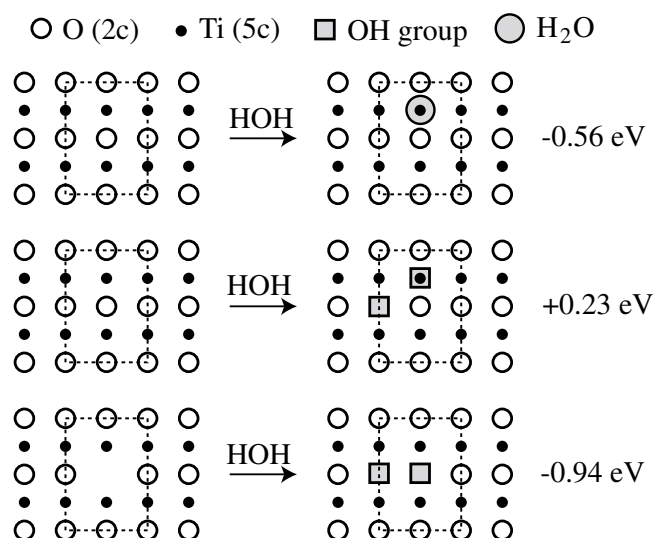 O (2c) Ti (5c) OH group H₂O
HOH
-0.56 eV
HOH
+0.23 eV
HOH
-0.94 eV